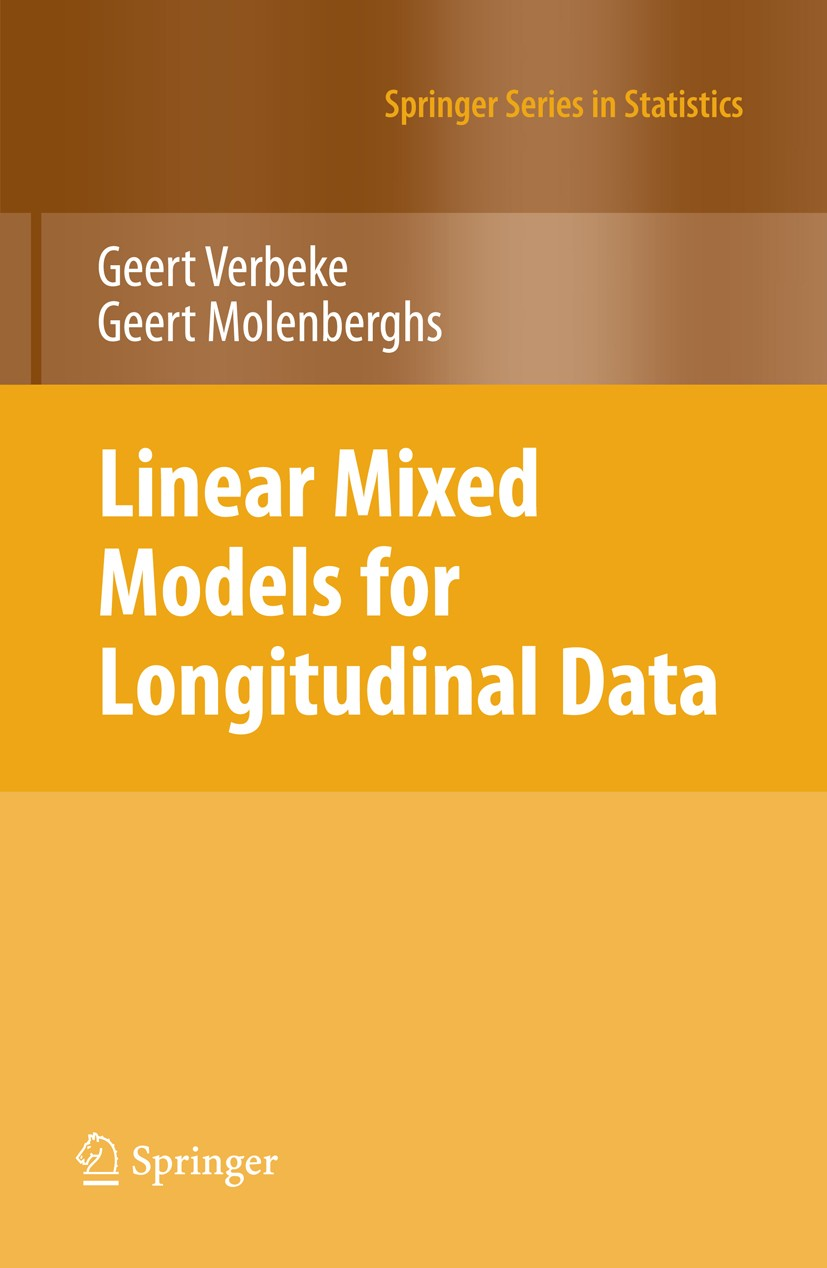 Springer Series in Statistics
Geert Verbeke
Geert Molenberghs
Linear Mixed
Models for
Longitudinal Data
Springer